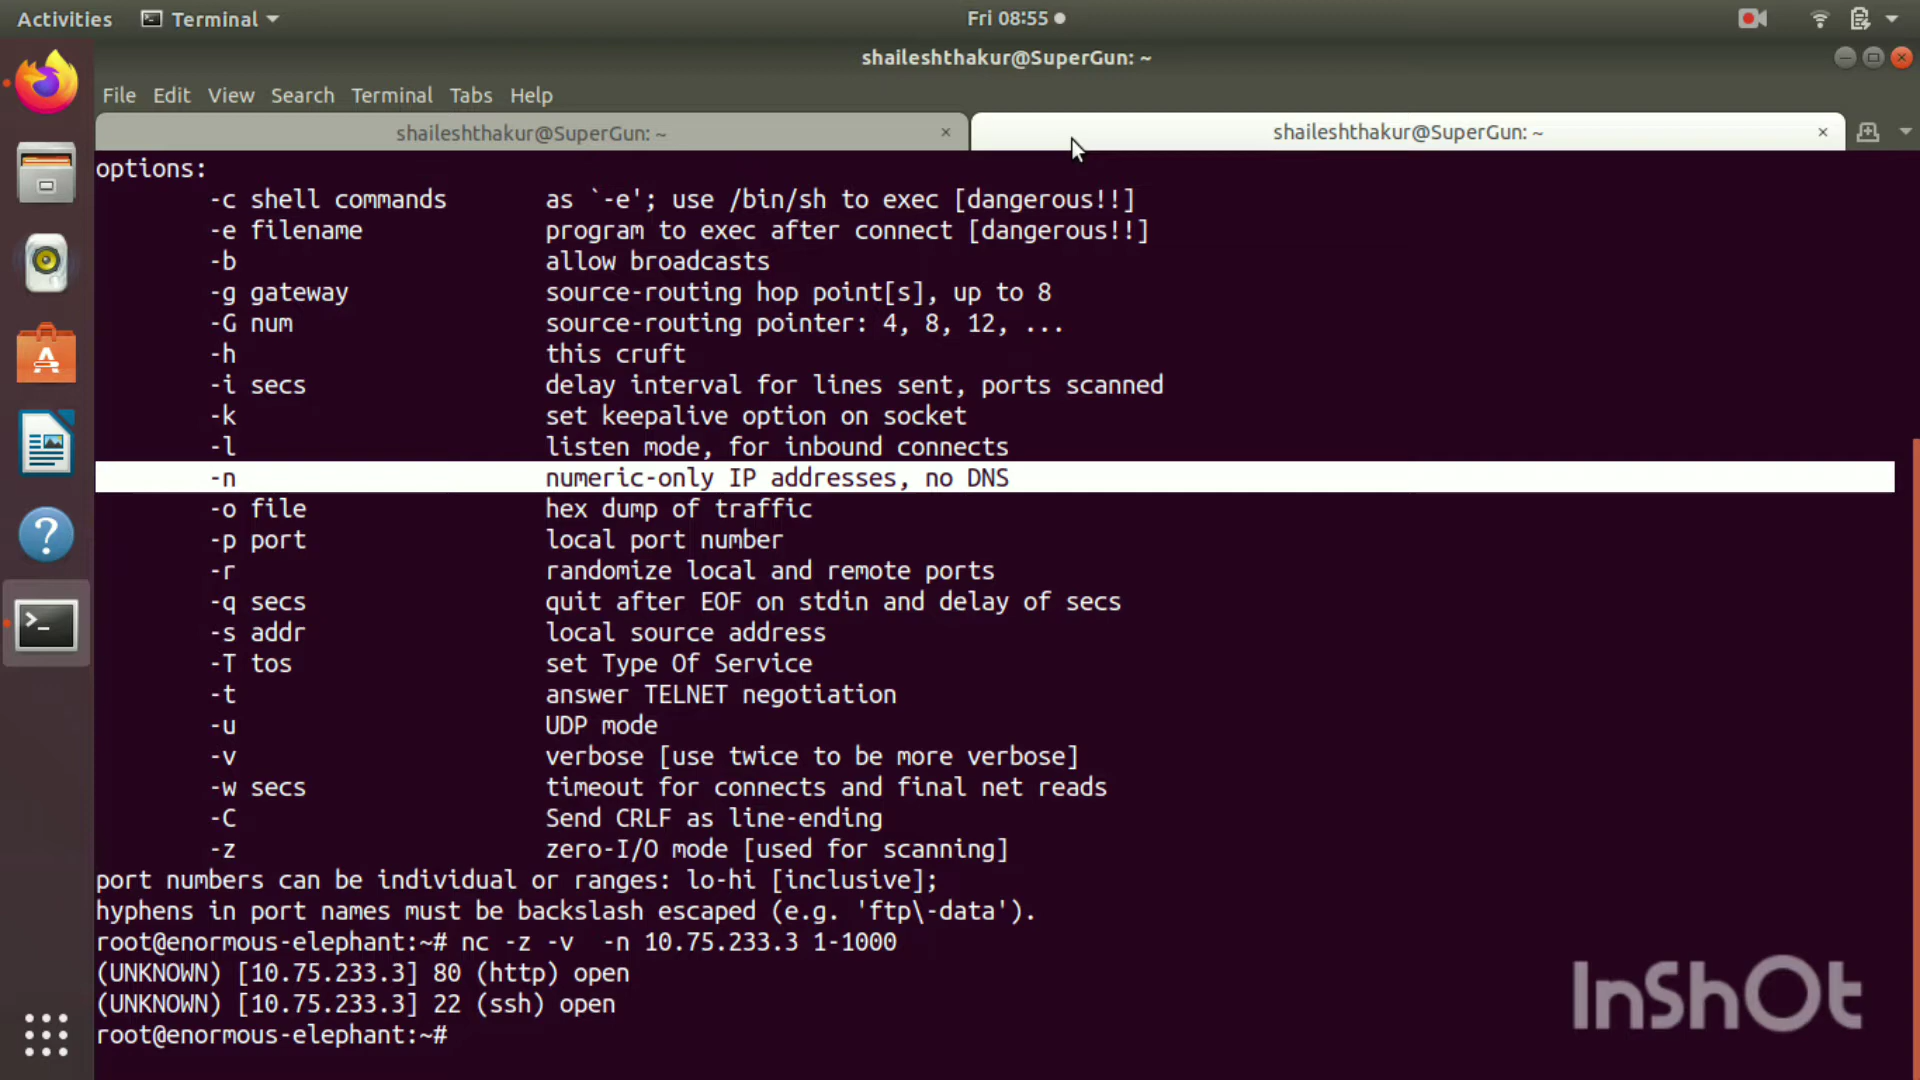 Activities Terminal Fri 08:55
shaileshthakur@SuperGun: ~
File Edit View Search Terminal Tabs Help
shaileshthakur@SuperGun: ~ × shaileshthakur@SuperGun: ~ ×
options:
-c shell commands as `-e'; use /bin/sh to exec [dangerous!!]
-e filename program to exec after connect [dangerous!!]
-b allow broadcasts
-g gateway source-routing hop point[s], up to 8
-G num source-routing pointer: 4, 8, 12, ...
-h this cruft
-i secs delay interval for lines sent, ports scanned
-k set keepalive option on socket
-l listen mode, for inbound connects
-n numeric-only IP addresses, no DNS
-o file hex dump of traffic
-p port local port number
-r randomize local and remote ports
-q secs quit after EOF on stdin and delay of secs
-s addr local source address
-T tos set Type Of Service
-t answer TELNET negotiation
-u UDP mode
-v verbose [use twice to be more verbose]
-w secs timeout for connects and final net reads
-C Send CRLF as line-ending
-z zero-I/O mode [used for scanning]
port numbers can be individual or ranges: lo-hi [inclusive];
hyphens in port names must be backslash escaped (e.g. 'ftp\-data').
root@enormous-elephant:~# nc -z -v  -n 10.75.233.3 1-1000
(UNKNOWN) [10.75.233.3] 80 (http) open
(UNKNOWN) [10.75.233.3] 22 (ssh) open
root@enormous-elephant:~#
InShOt